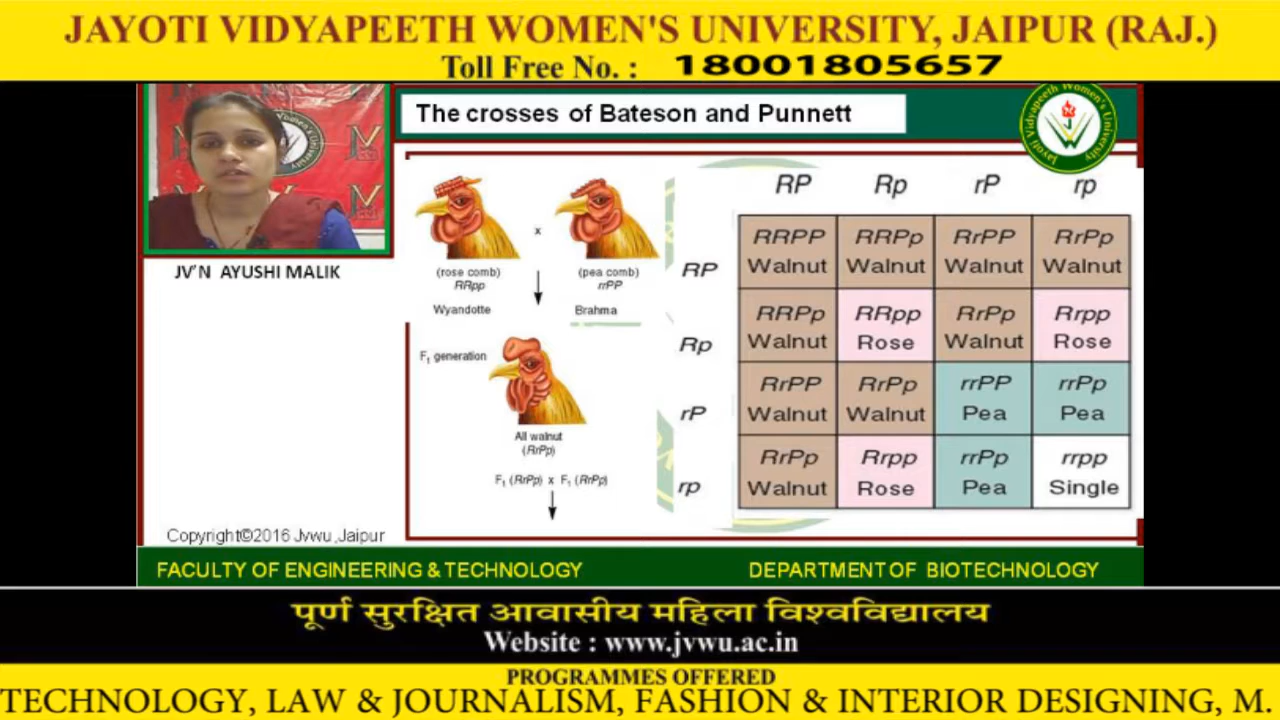 JAYOTI VIDYAPEETH WOMEN'S UNIVERSITY, JAIPUR (RAJ.)
Toll Free No. : 18001805657
The crosses of Bateson and Punnett
Jayoti Vidyapeeth Women's University
JV'N AYUSHI MALIK
x
(rose comb)
RRpp
Wyandotte
(pea comb)
rrPP
Brahma
F1 generation
All walnut
(RrPp)
F1 (RrPp) x F1 (RrPp)
RP Rp rP rp
RP RRPP RRPp RrPP RrPp
Walnut Walnut Walnut Walnut
Rp RRPp RRpp RrPp Rrpp
Walnut Rose Walnut Rose
rP RrPP RrPp rrPP rrPp
Walnut Walnut Pea Pea
rp RrPp Rrpp rrPp rrpp
Walnut Rose Pea Single
Copyright©2016 Jvwu ,Jaipur
FACULTY OF ENGINEERING & TECHNOLOGY
DEPARTMENT OF BIOTECHNOLOGY
पूर्ण सुरक्षित आवासीय महिला विश्वविद्यालय
Website : www.jvwu.ac.in
PROGRAMMES OFFERED
TECHNOLOGY, LAW & JOURNALISM, FASHION & INTERIOR DESIGNING, M.